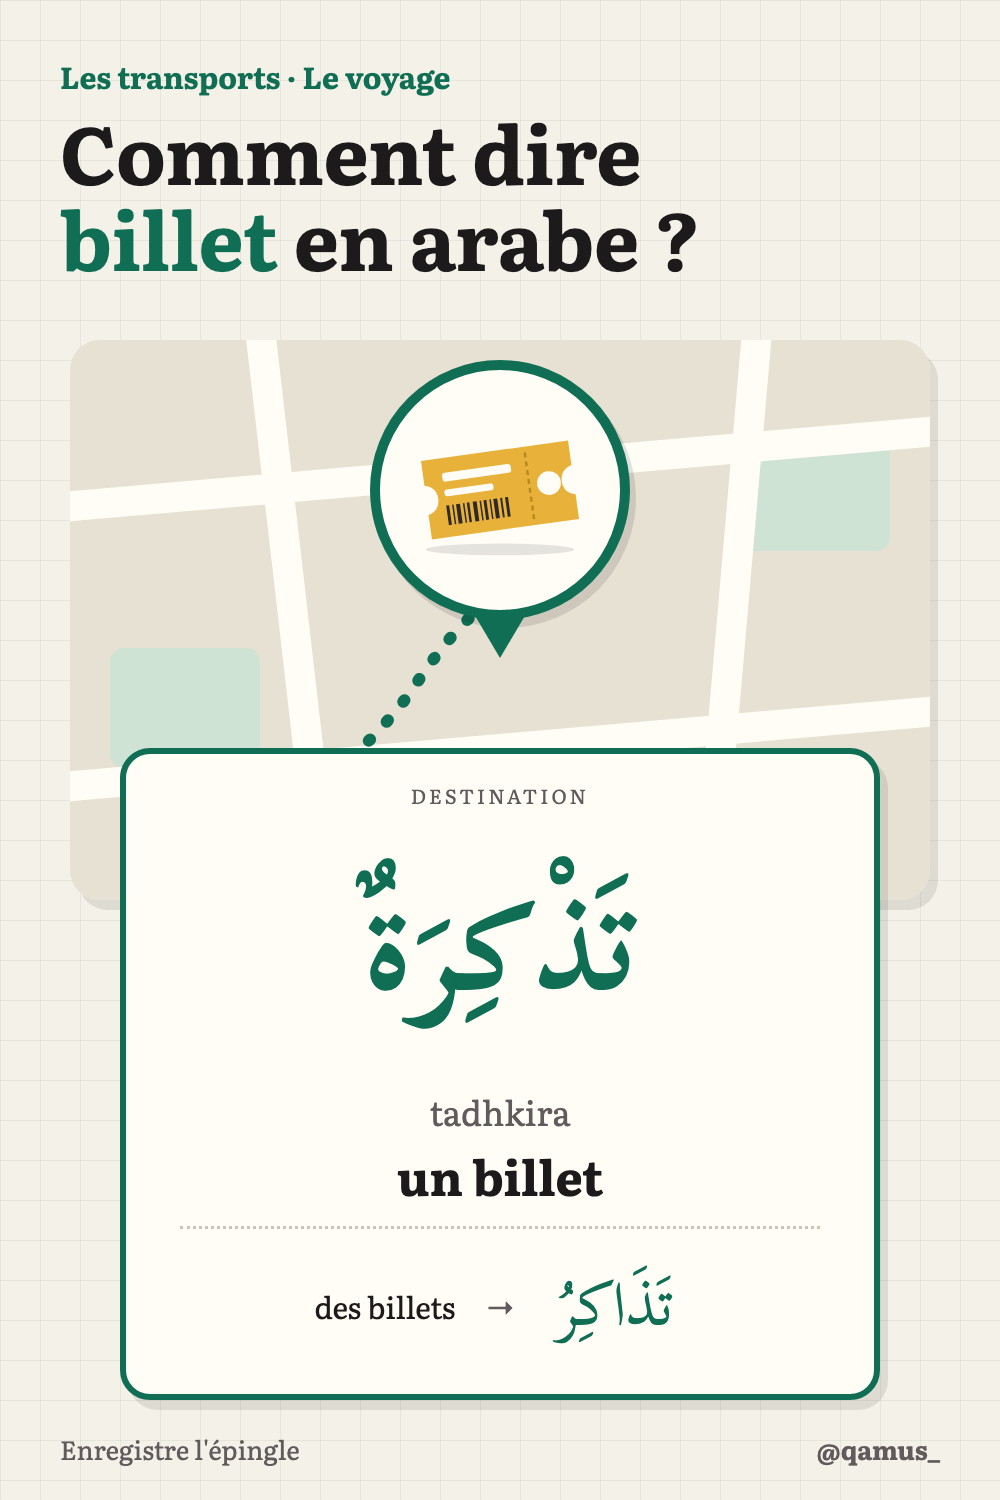 Les transports · Le voyage
Comment dire
billet en arabe ?
DESTINATION
تَذْكِرَةٌ
tadhkira
un billet
des billets → تَذَاكِرُ
Enregistre l'épingle
@qamus_